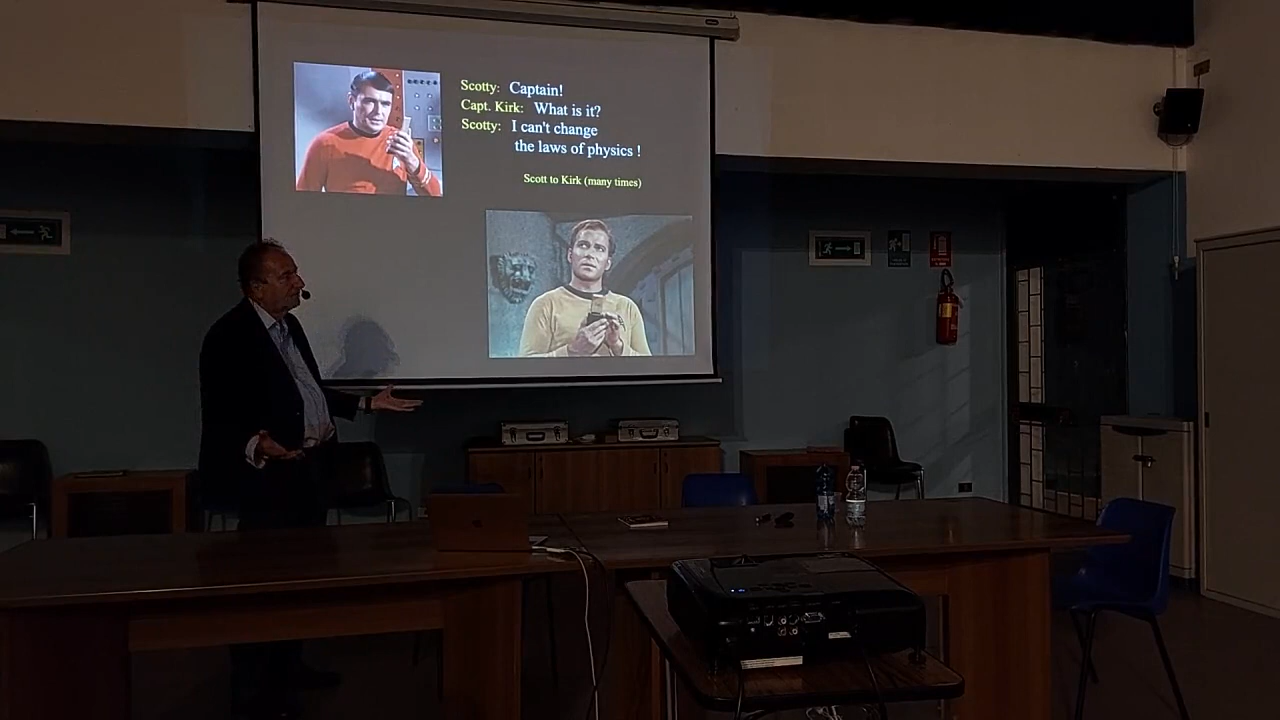 Scotty: Captain!
Capt. Kirk: What is it?
Scotty: I can't change
the laws of physics !
Scott to Kirk (many times)